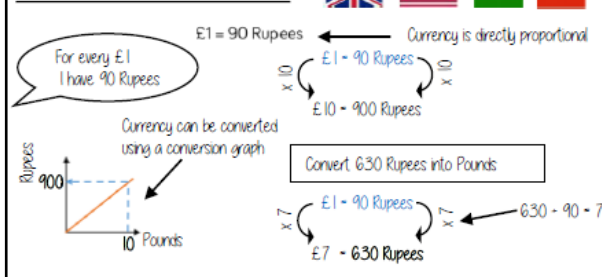 £1 = 90 Rupees
Currency is directly proportional
For every £1
I have 90 Rupees
£1 - 90 Rupees
x 10
x 10
£10 - 900 Rupees
Currency can be converted
using a conversion graph
Rupees
900
10
Pounds
Convert 630 Rupees into Pounds
£1 - 90 Rupees
x 7
x 7
630 ÷ 90 = 7
£7 - 630 Rupees